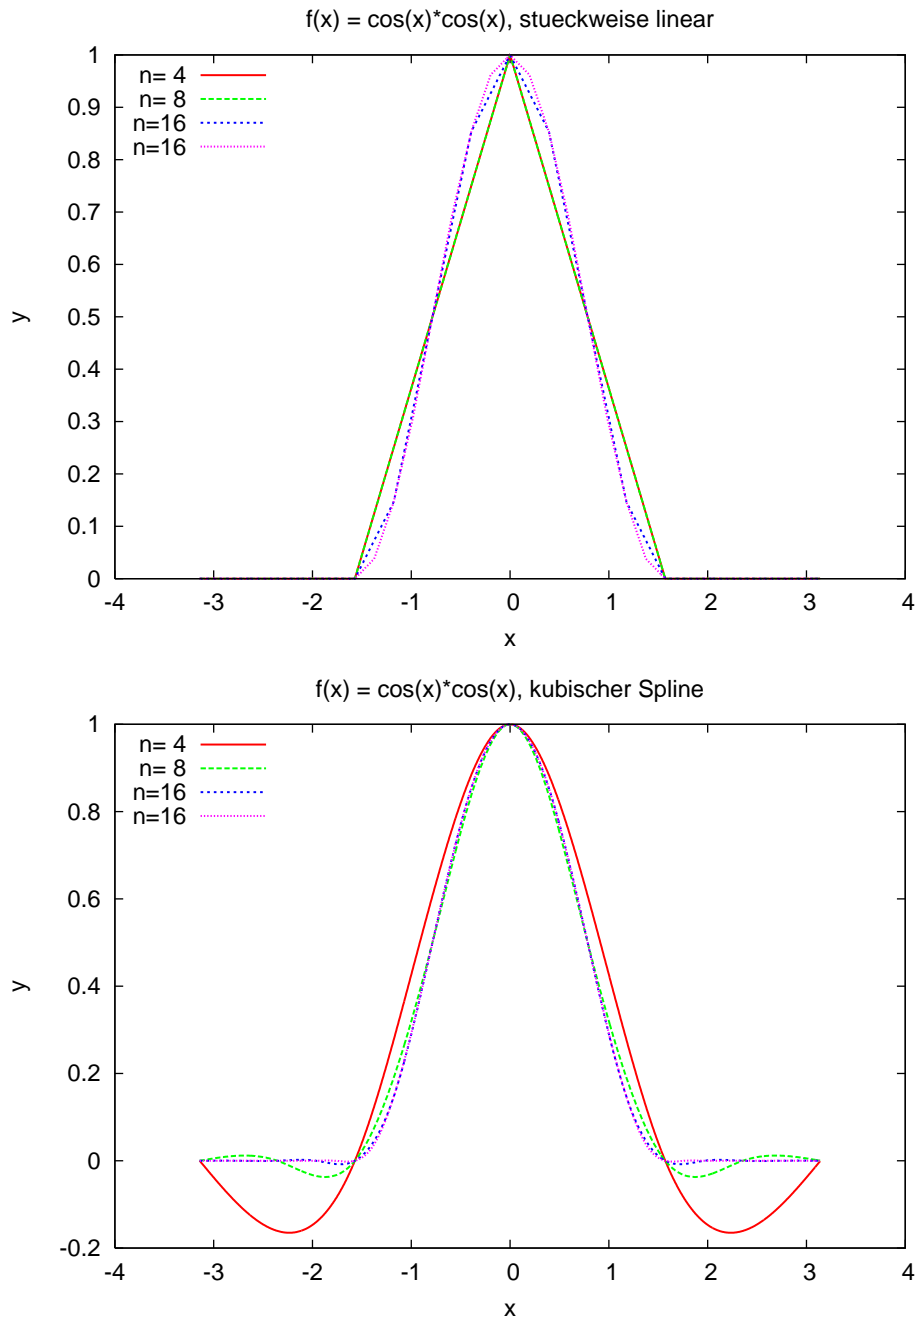 f(x) = cos(x)*cos(x), stueckweise linear
n= 4
n= 8
n=16
n=16
1
0.9
0.8
0.7
0.6
0.5
0.4
0.3
0.2
0.1
0
y
-4 -3 -2 -1 0 1 2 3 4
x
f(x) = cos(x)*cos(x), kubischer Spline
n= 4
n= 8
n=16
n=16
1
0.8
0.6
0.4
0.2
0
-0.2
y
-4 -3 -2 -1 0 1 2 3 4
x